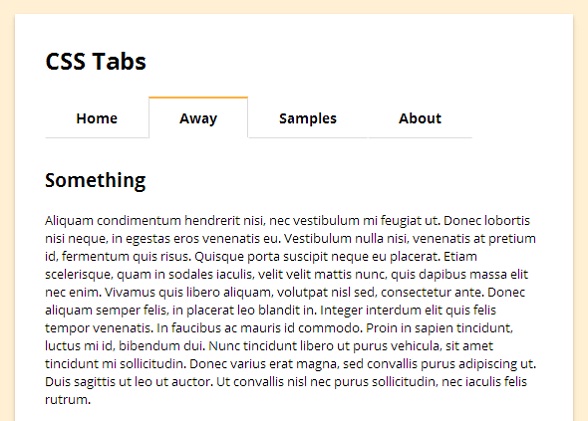 CSS Tabs
Home Away Samples About
Something
Aliquam condimentum hendrerit nisi, nec vestibulum mi feugiat ut. Donec lobortis
nisi neque, in egestas eros venenatis eu. Vestibulum nulla nisi, venenatis at pretium
id, fermentum quis risus. Quisque porta suscipit neque eu placerat. Etiam
scelerisque, quam in sodales iaculis, velit velit mattis nunc, quis dapibus massa elit
nec enim. Vivamus quis libero aliquam, volutpat nisl sed, consectetur ante. Donec
aliquam semper felis, in placerat leo blandit in. Integer interdum elit quis felis
tempor venenatis. In faucibus ac mauris id commodo. Proin in sapien tincidunt,
luctus mi id, bibendum dui. Nunc tincidunt libero ut purus vehicula, sit amet
tincidunt mi sollicitudin. Donec varius erat magna, sed convallis purus adipiscing ut.
Duis sagittis ut leo ut auctor. Ut convallis nisl nec purus sollicitudin, nec iaculis felis
rutrum.